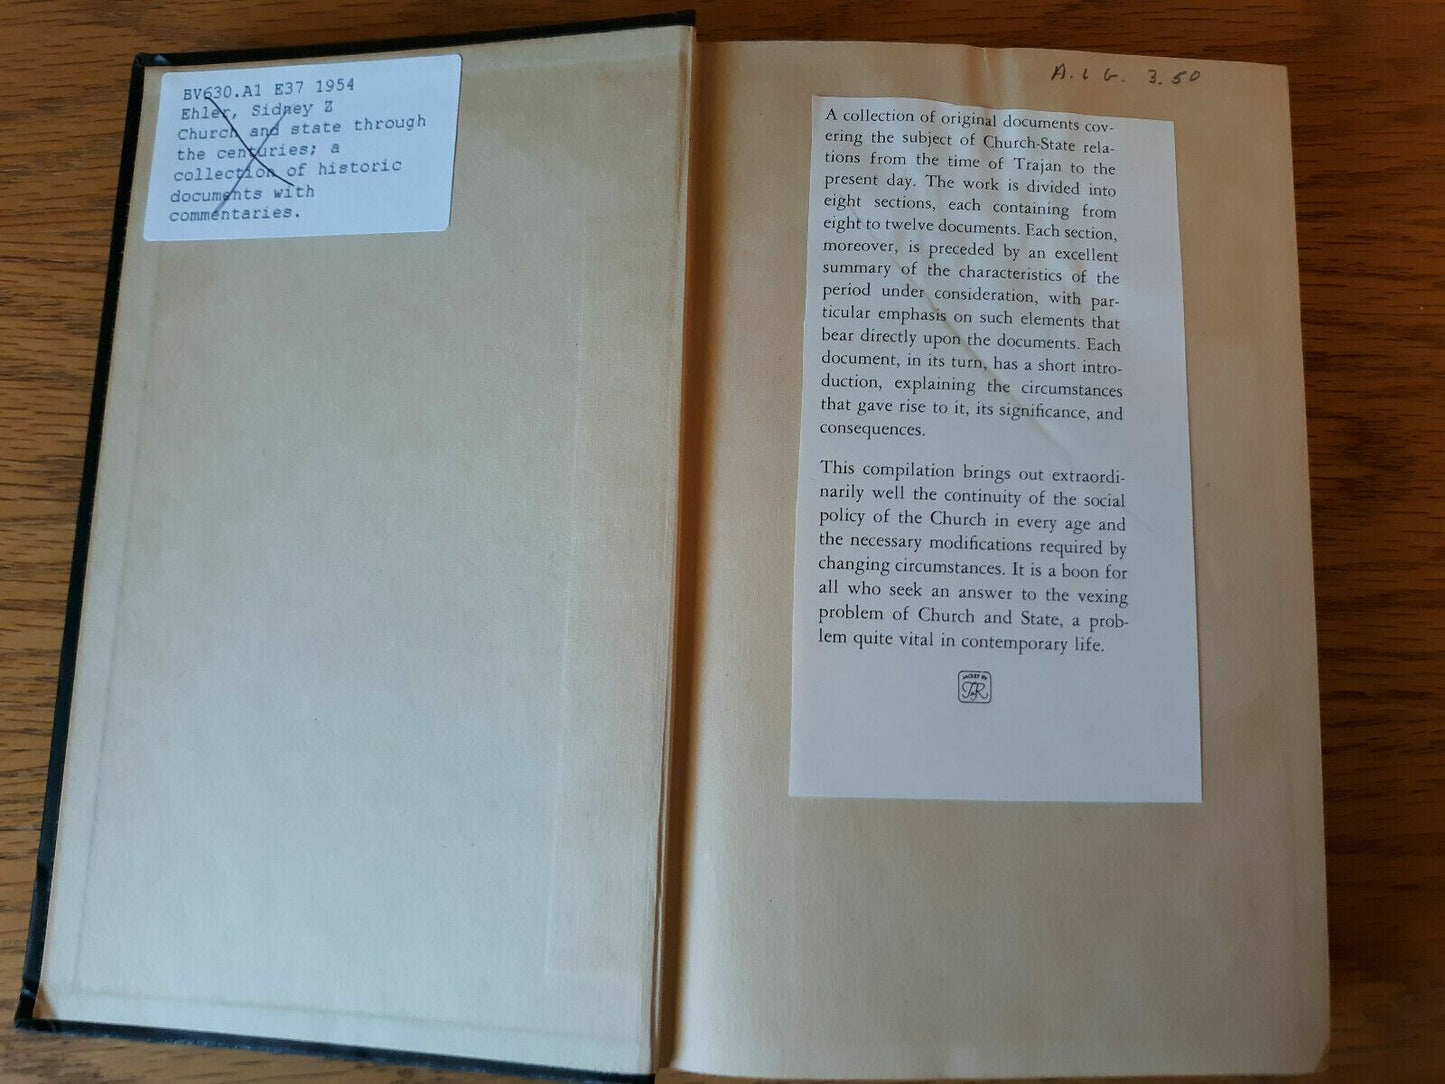 BV630.A1 E37 1954
Ehler, Sidney Z
Church and state through
the centuries; a
collection of historic
documents with
commentaries.
A. L G. 3.50
A collection of original documents cov-
ering the subject of Church-State rela-
tions from the time of Trajan to the
present day. The work is divided into
eight sections, each containing from
eight to twelve documents. Each section,
moreover, is preceded by an excellent
summary of the characteristics of the
period under consideration, with par-
ticular emphasis on such elements that
bear directly upon the documents. Each
document, in its turn, has a short intro-
duction, explaining the circumstances
that gave rise to it, its significance, and
consequences.
This compilation brings out extraordi-
narily well the continuity of the social
policy of the Church in every age and
the necessary modifications required by
changing circumstances. It is a boon for
all who seek an answer to the vexing
problem of Church and State, a prob-
lem quite vital in contemporary life.
JACKET BY